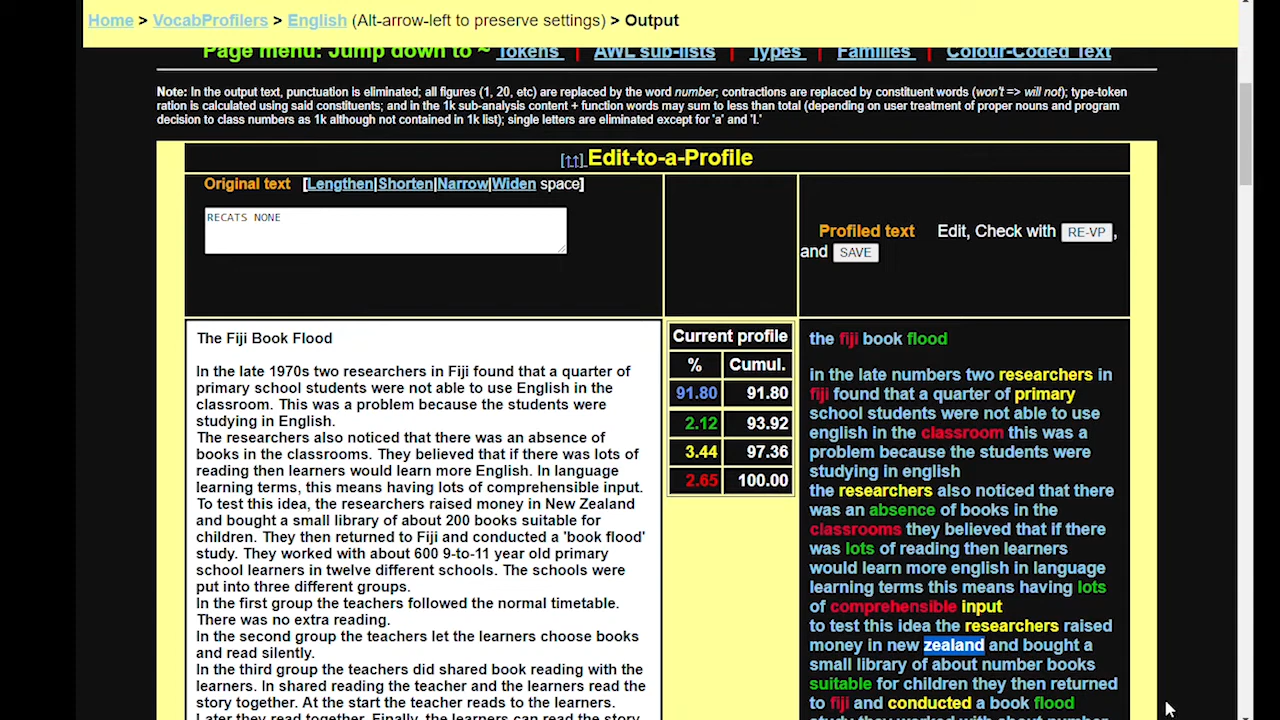 Home > VocabProfilers > English (Alt-arrow-left to preserve settings) > Output
Page menu: Jump down to ~ Tokens | AWL sub-lists | Types | Families | Colour-Coded Text
Note: In the output text, punctuation is eliminated; all figures (1, 20, etc) are replaced by the word number; contractions are replaced by constituent words (won't => will not); type-token
ration is calculated using said constituents; and in the 1k sub-analysis content + function words may sum to less than total (depending on user treatment of proper nouns and program
decision to class numbers as 1k although not contained in 1k list); single letters are eliminated except for 'a' and 'I.'
[↑↑] Edit-to-a-Profile
Original text [Lengthen|Shorten|Narrow|Widen space]
RECATS NONE
Profiled text Edit, Check with RE-VP ,
and SAVE
The Fiji Book Flood
In the late 1970s two researchers in Fiji found that a quarter of
primary school students were not able to use English in the
classroom. This was a problem because the students were
studying in English.
The researchers also noticed that there was an absence of
books in the classrooms. They believed that if there was lots of
reading then learners would learn more English. In language
learning terms, this means having lots of comprehensible input.
To test this idea, the researchers raised money in New Zealand
and bought a small library of about 200 books suitable for
children. They then returned to Fiji and conducted a 'book flood'
study. They worked with about 600 9-to-11 year old primary
school learners in twelve different schools. The schools were
put into three different groups.
In the first group the teachers followed the normal timetable.
There was no extra reading.
In the second group the teachers let the learners choose books
and read silently.
In the third group the teachers did shared book reading with the
learners. In shared reading the teacher and the learners read the
story together. At the start the teacher reads to the learners.
Later they read together. Finally, the learners can read the story
Current profile
% Cumul.
91.80 91.80
2.12 93.92
3.44 97.36
2.65 100.00
the fiji book flood
in the late numbers two researchers in
fiji found that a quarter of primary
school students were not able to use
english in the classroom this was a
problem because the students were
studying in english
the researchers also noticed that there
was an absence of books in the
classrooms they believed that if there
was lots of reading then learners
would learn more english in language
learning terms this means having lots
of comprehensible input
to test this idea the researchers raised
money in new zealand and bought a
small library of about number books
suitable for children they then returned
to fiji and conducted a book flood
study they worked with about number